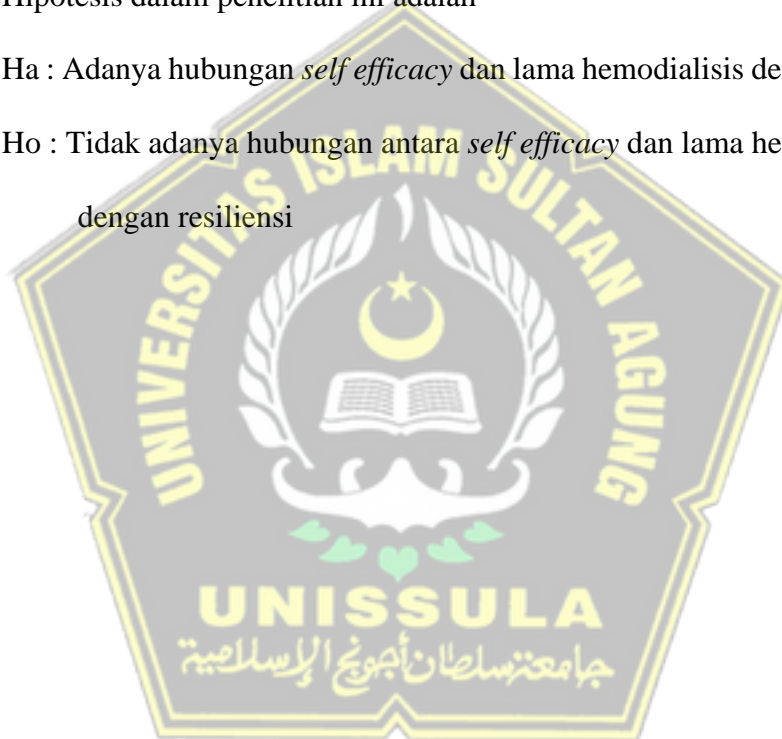 Hipotesis dalam penelitian ini adalah
Ha : Adanya hubungan self efficacy dan lama hemodialisis de
Ho : Tidak adanya hubungan antara self efficacy dan lama he
dengan resiliensi
UNIVERSITAS ISLAM SULTAN AGUNG
UNISSULA
جامعة سلطان أجونج الإسلامية